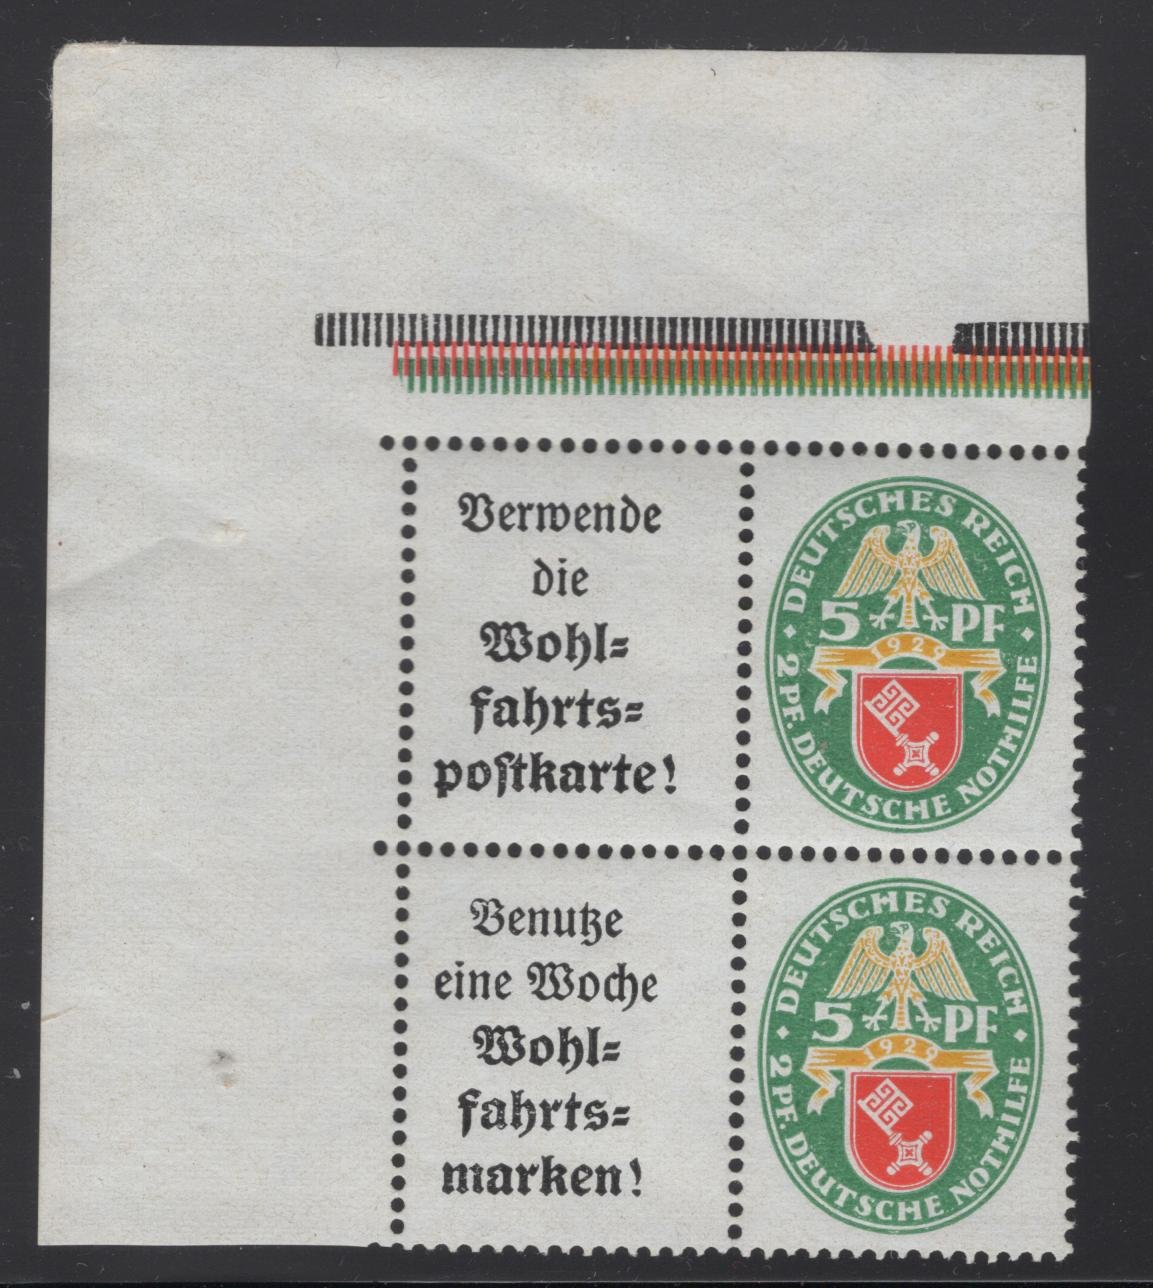 Verwende
die
Wohl=
fahrts=
poſtkarte!
DEUTSCHES REICH
5 PF
1929
2 PF. DEUTSCHE NOTHILFE
Benutze
eine Woche
Wohl=
fahrts=
marken!
DEUTSCHES REICH
5 PF
1929
2 PF. DEUTSCHE NOTHILFE